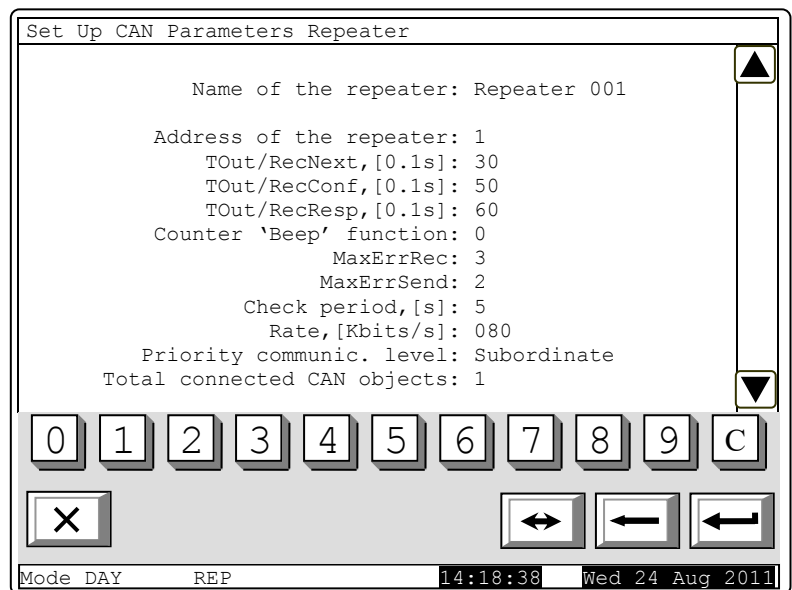 Set Up CAN Parameters Repeater
Name of the repeater: Repeater 001
Address of the repeater: 1
TOut/RecNext,[0.1s]: 30
TOut/RecConf,[0.1s]: 50
TOut/RecResp,[0.1s]: 60
Counter ‘Beep’ function: 0
MaxErrRec: 3
MaxErrSend: 2
Check period,[s]: 5
Rate,[Kbits/s]: 080
Priority communic. level: Subordinate
Total connected CAN objects: 1
0 1 2 3 4 5 6 7 8 9 C
Mode DAY REP 14:18:38 Wed 24 Aug 2011